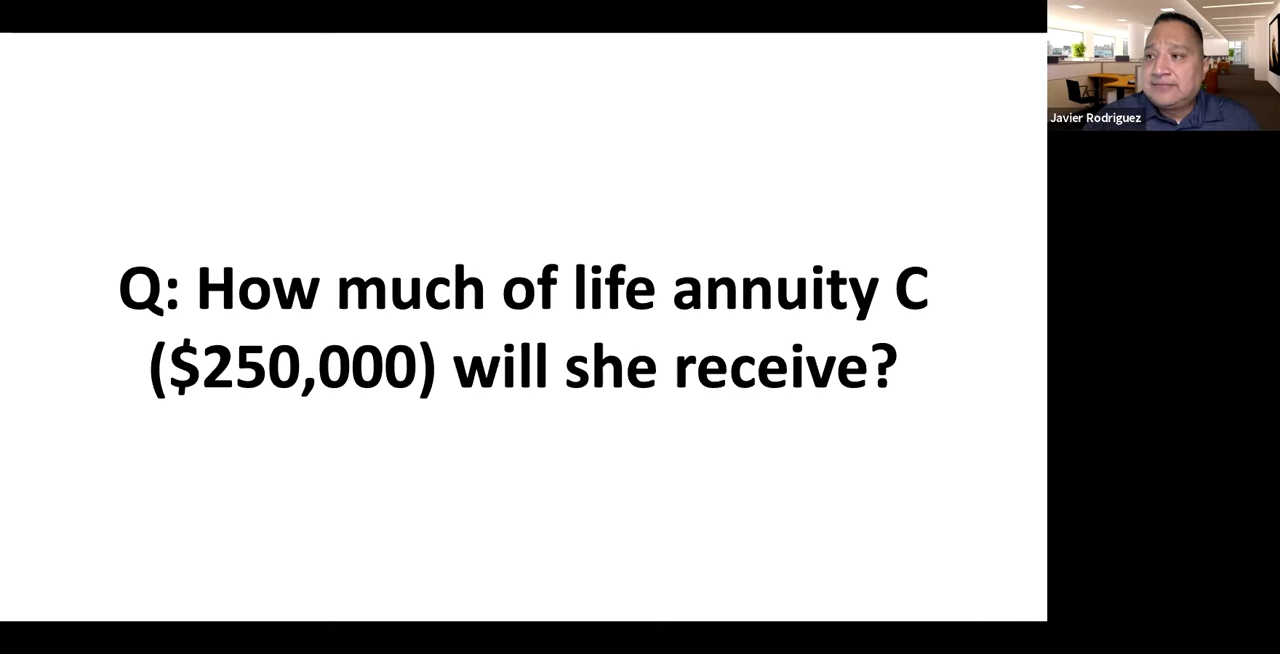 Javier Rodriguez
Q: How much of life annuity C
($250,000) will she receive?